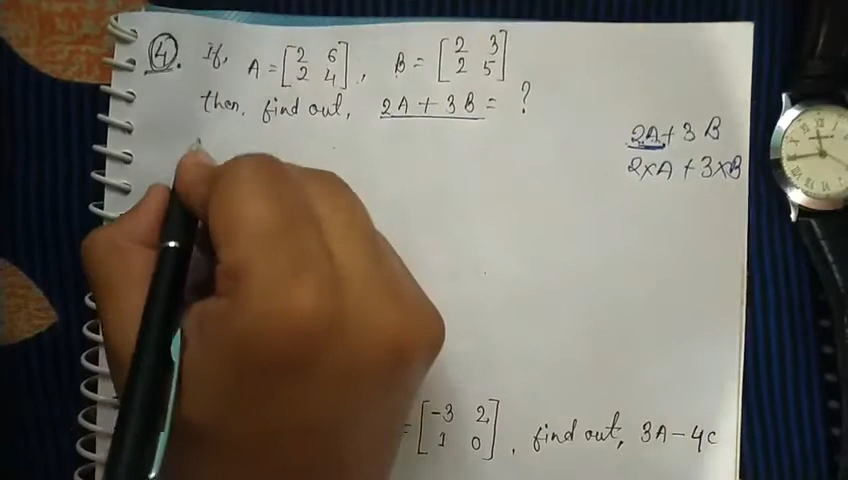 4. If, A = [2 6 2 4], B = [2 3 2 5]
then, find out, 2A + 3B = ?
2A + 3B
2×A + 3×B
= [-3 2 1 0], find out, 3A - 4C